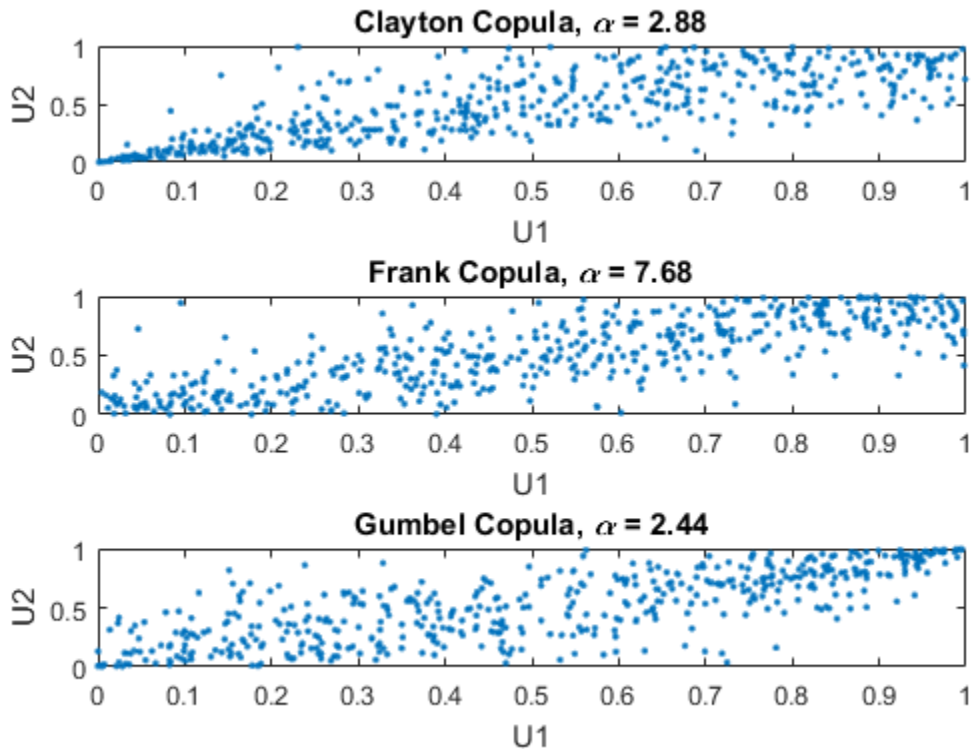 Clayton Copula, α = 2.88
1
0.5
0
U2
0 0.1 0.2 0.3 0.4 0.5 0.6 0.7 0.8 0.9 1
U1
Frank Copula, α = 7.68
1
0.5
0
U2
0 0.1 0.2 0.3 0.4 0.5 0.6 0.7 0.8 0.9 1
U1
Gumbel Copula, α = 2.44
1
0.5
0
U2
0 0.1 0.2 0.3 0.4 0.5 0.6 0.7 0.8 0.9 1
U1